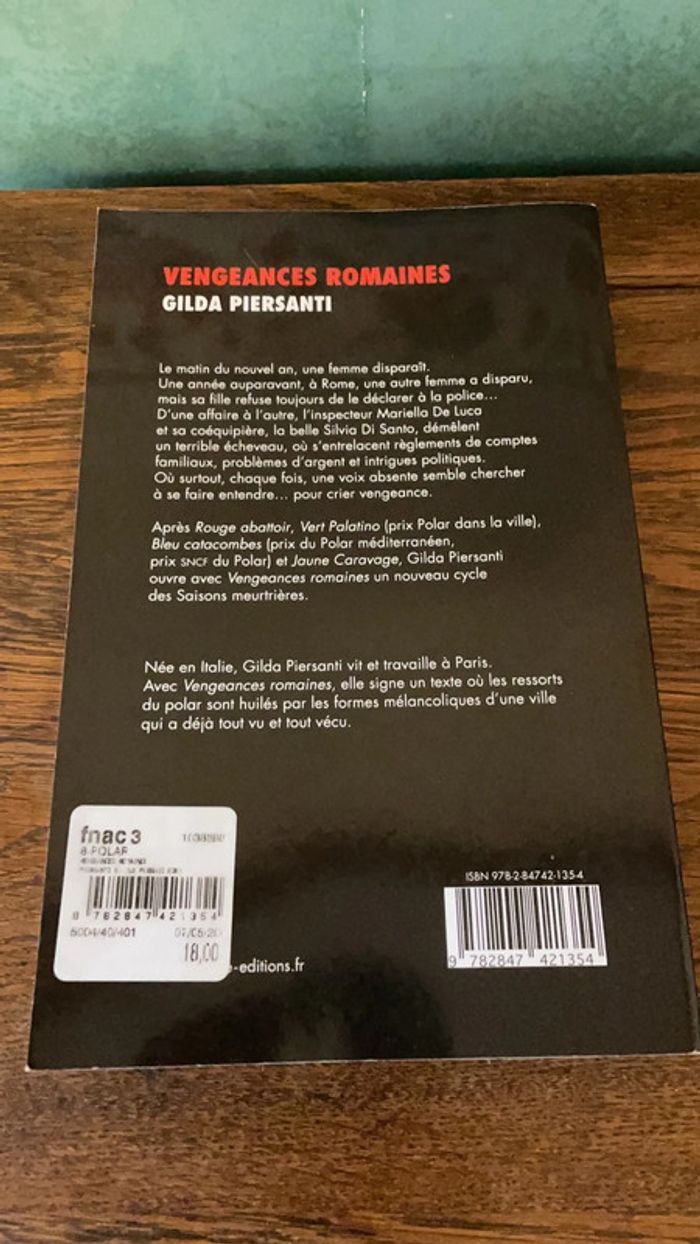 VENGEANCES ROMAINES
GILDA PIERSANTI
Le matin du nouvel an, une femme disparaît.
Une année auparavant, à Rome, une autre femme a disparu,
mais sa fille refuse toujours de le déclarer à la police...
D'une affaire à l'autre, l'inspecteur Mariella De Luca
et sa coéquipière, la belle Silvia Di Santo, démêlent
un terrible écheveau, où s'entrelacent règlements de comptes
familiaux, problèmes d'argent et intrigues politiques.
Où surtout, chaque fois, une voix absente semble chercher
à se faire entendre... pour crier vengeance.
Après Rouge abattoir, Vert Palatino (prix Polar dans la ville),
Bleu catacombes (prix du Polar méditerranéen,
prix SNCF du Polar) et Jaune Caravage, Gilda Piersanti
ouvre avec Vengeances romaines un nouveau cycle
des Saisons meurtrières.
Née en Italie, Gilda Piersanti vit et travaille à Paris.
Avec Vengeances romaines, elle signe un texte où les ressorts
du polar sont huilés par les formes mélancoliques d'une ville
qui a déjà tout vu et tout vécu.
fnac 3
8-POLAR
9 782847 421354
5004/40/401
18,00
e-editions.fr
ISBN 978-2-84742-135-4
9 782847 421354